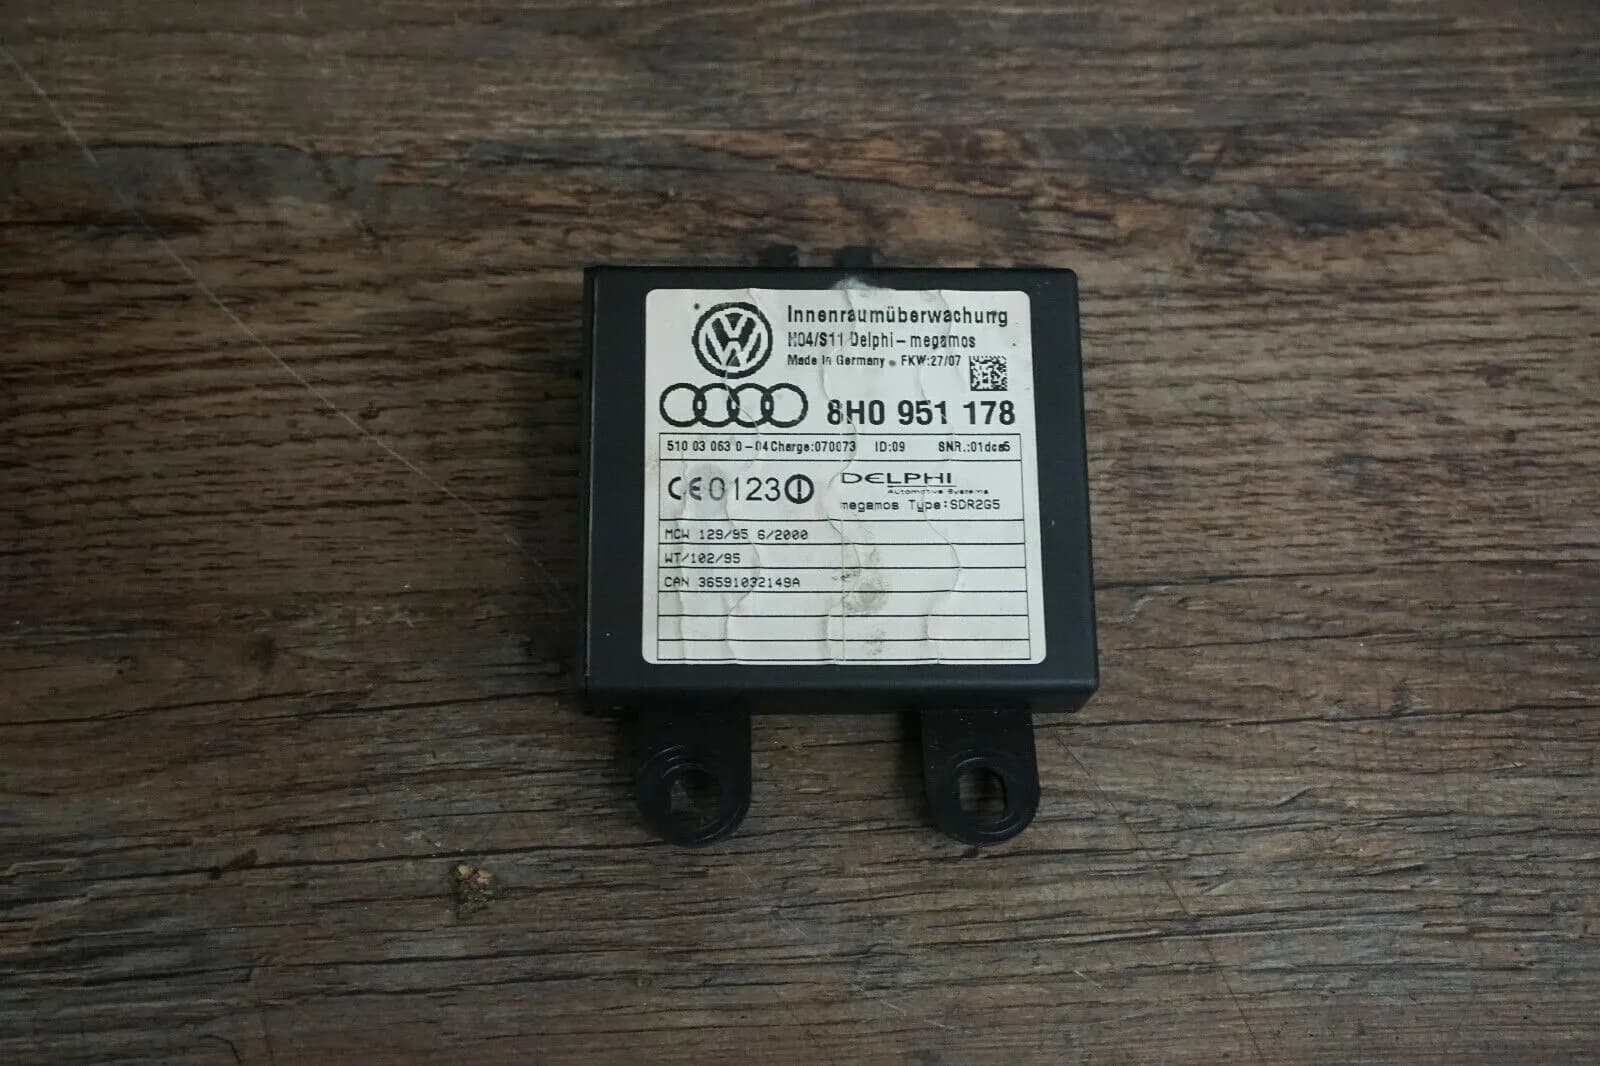 Innenraumüberwachung
H04/S11 Delphi-megamos
Made in Germany FKW:27/07
8H0 951 178
510 03 063 0-04 Charge:070073 ID:09 SNR.:01dca5
CE0123!
DELPHI
Automotive Systems
megamos Type:SDR2G5
MCW 129/95 6/2000
WT/102/95
CAN 36591032149A